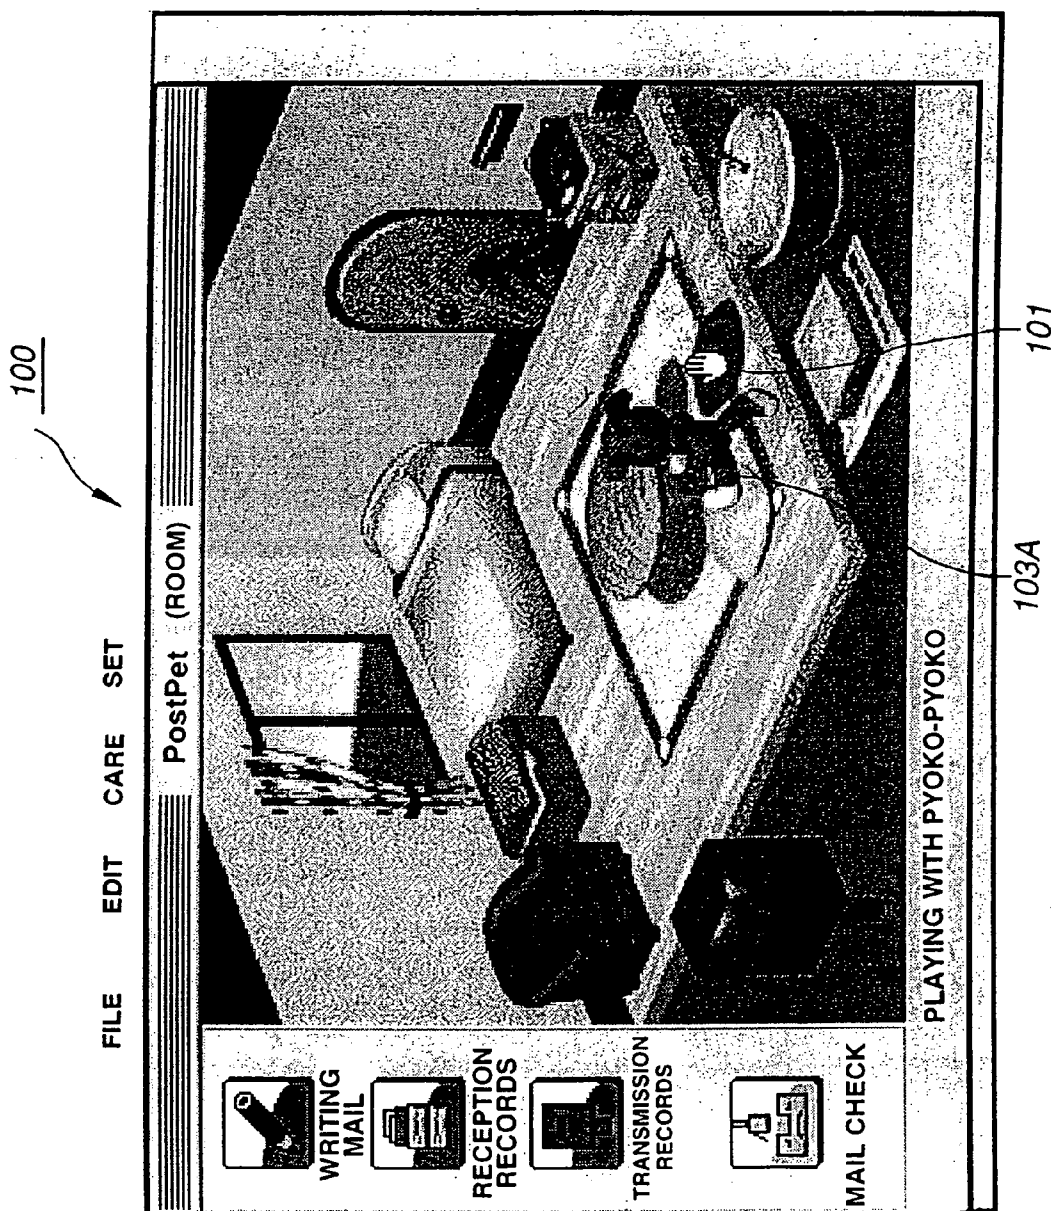 100
FILE EDIT CARE SET
PostPet (ROOM)
WRITING
MAIL
RECEPTION
RECORDS
TRANSMISSION
RECORDS
MAIL CHECK
101
103A
PLAYING WITH PYOKO-PYOKO